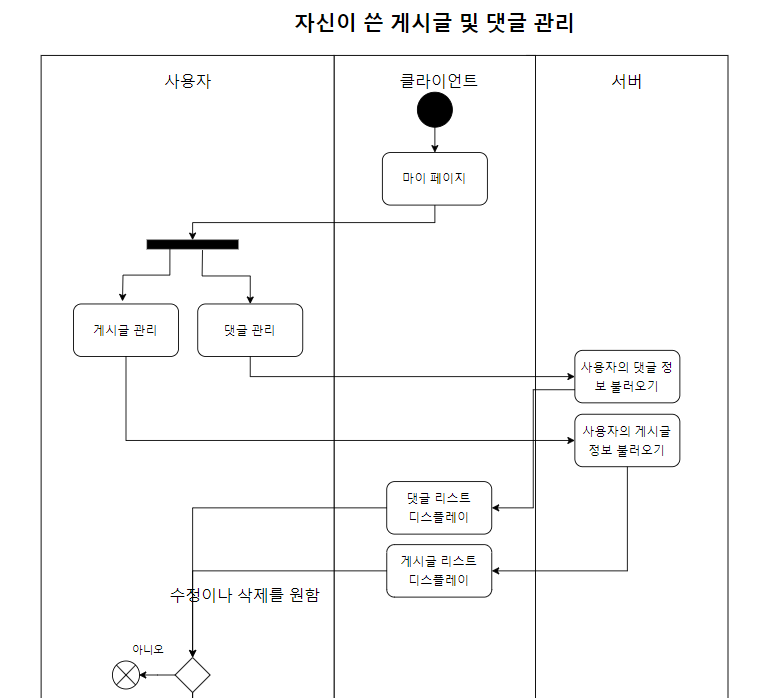 자신이 쓴 게시글 및 댓글 관리
사용자
클라이언트
서버
마이 페이지
게시글 관리
댓글 관리
사용자의 댓글 정
보 불러오기
사용자의 게시글
정보 불러오기
댓글 리스트
디스플레이
게시글 리스트
디스플레이
수정이나 삭제를 원함
아니오